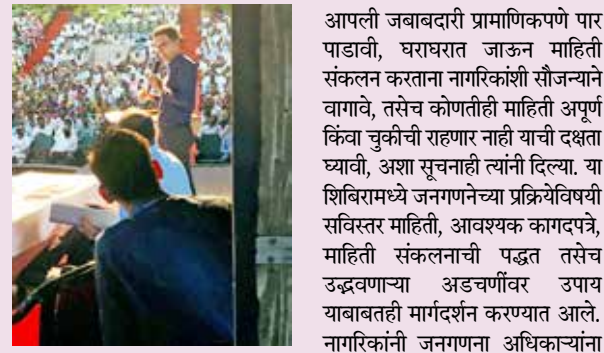 आपली जबाबदारी प्रामाणिकपणे पार
पाडावी, घराघरात जाऊन माहिती
संकलन करताना नागरिकांशी सौजन्याने
वागावे, तसेच कोणतीही माहिती अपूर्ण
किंवा चुकीची राहणार नाही याची दक्षता
घ्यावी, अशा सूचनाही त्यांनी दिल्या. या
शिबिरामध्ये जनगणनेच्या प्रक्रियेविषयी
सविस्तर माहिती, आवश्यक कागदपत्रे,
माहिती संकलनाची पद्धत तसेच
उद्भवणाऱ्या अडचणींवर उपाय
याबाबतही मार्गदर्शन करण्यात आले.
नागरिकांनी जनगणना अधिकाऱ्यांना